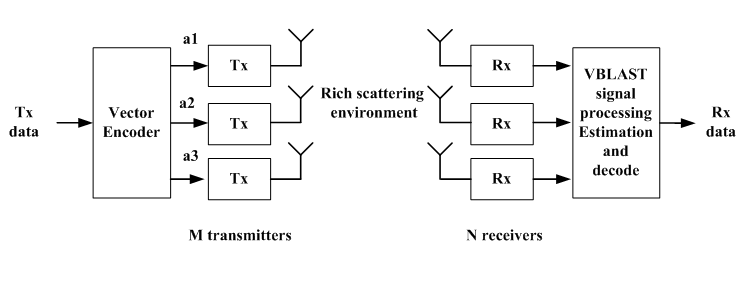 Tx
data
Vector
Encoder
a1
a2
a3
Tx
Tx
Tx
M transmitters
Rich scattering
environment
Rx
Rx
Rx
N receivers
VBLAST
signal
processing
Estimation
and
decode
Rx
data